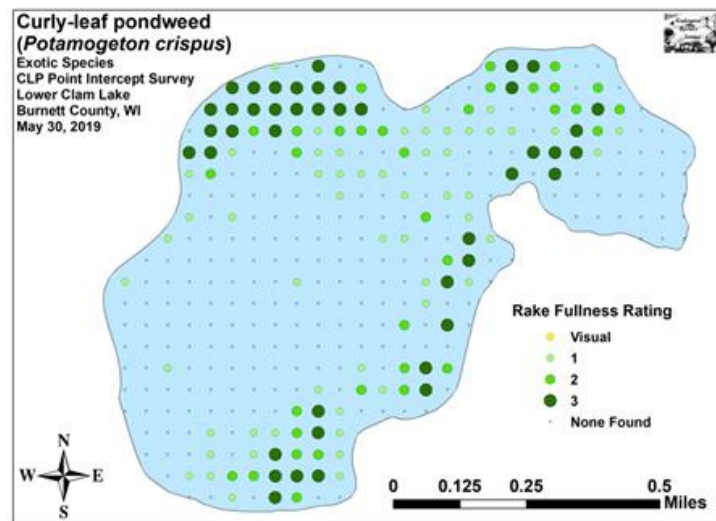 Curly-leaf pondweed
(Potamogeton crispus)
Exotic Species
CLP Point Intercept Survey
Lower Clam Lake
Burnett County, WI
May 30, 2019
Rake Fullness Rating
Visual
1
2
3
None Found
N
W E
S
0 0.125 0.25 0.5
Miles